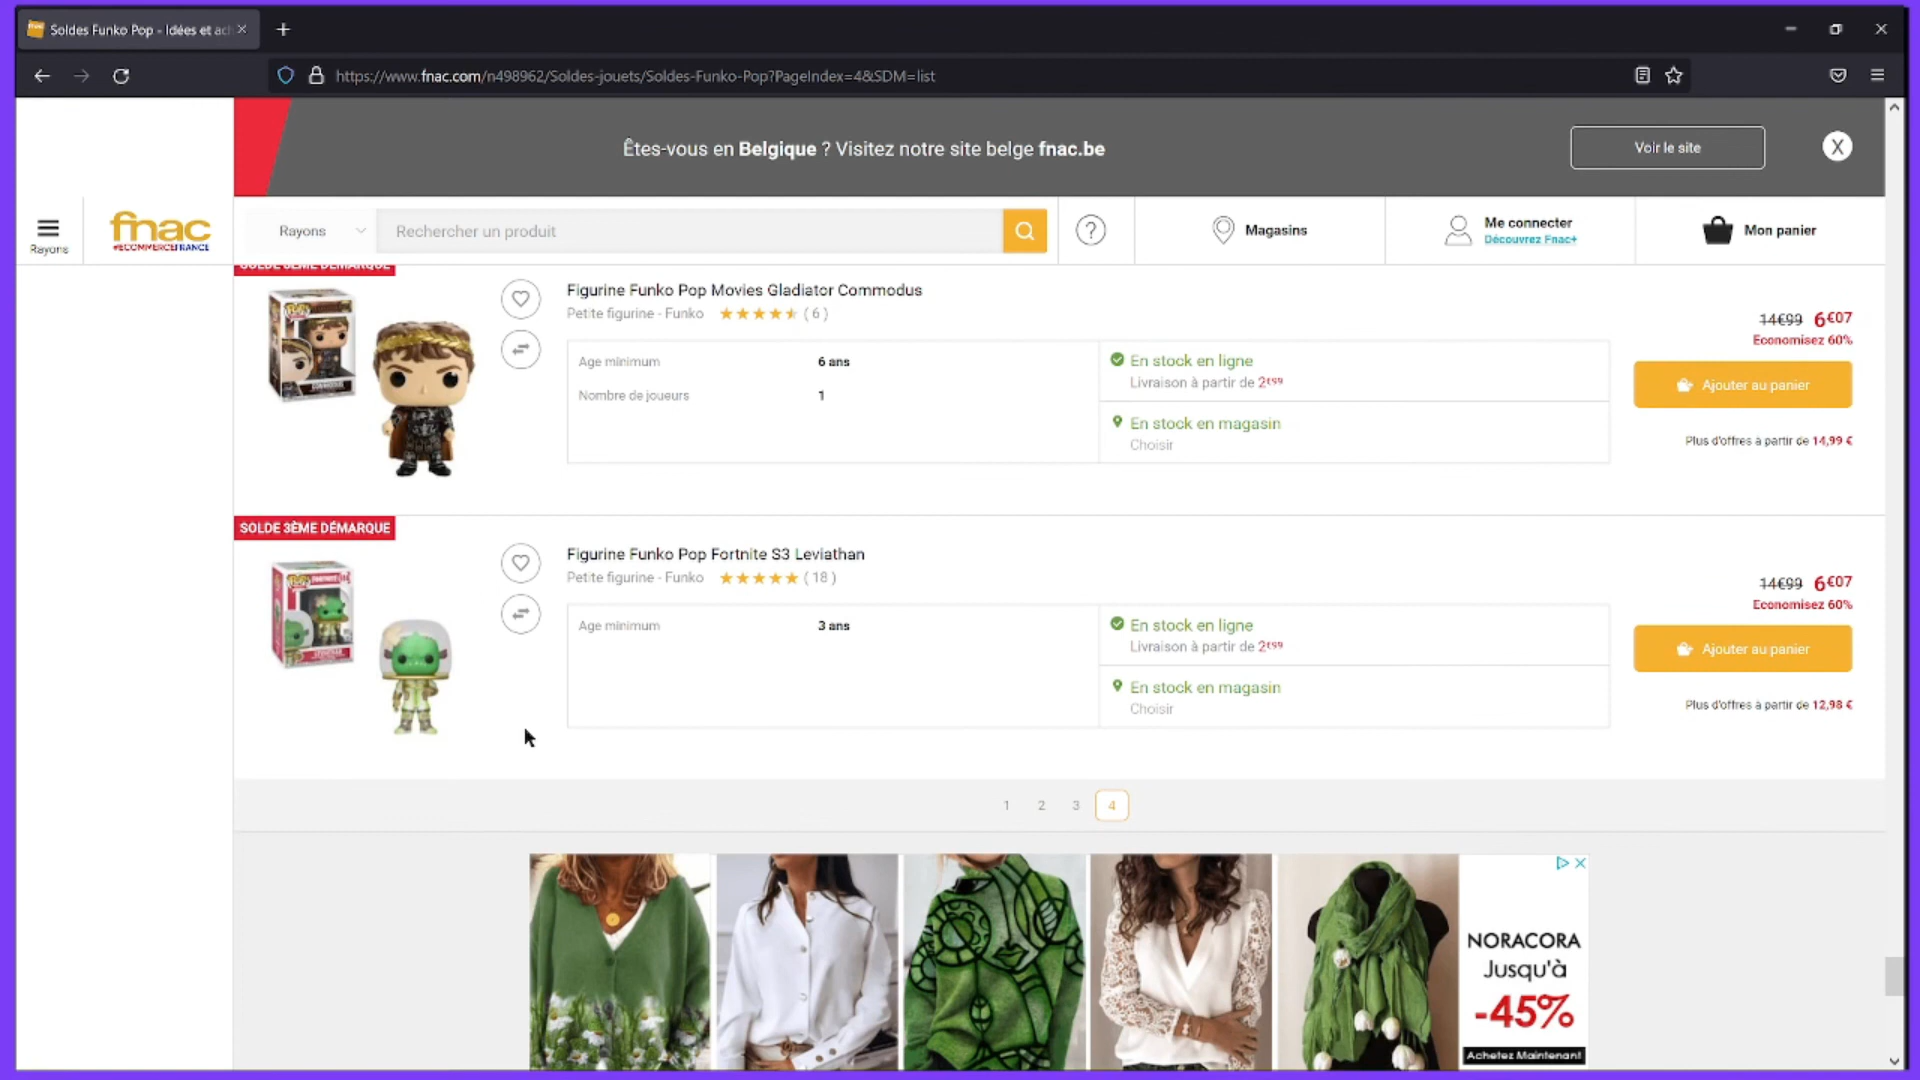 Soldes Funko Pop - Idées et ach
https://www.fnac.com/n498962/Soldes-jouets/Soldes-Funko-Pop?PageIndex=4&SDM=list
Êtes-vous en Belgique ? Visitez notre site belge fnac.be
Voir le site
X
Rayons
fnac
#ECOMMERCEFRANCE
Rayons
Rechercher un produit
?
Magasins
Me connecter
Découvrez Fnac+
Mon panier
SOLDE 3ÈME DÉMARQUE
Figurine Funko Pop Movies Gladiator Commodus
Petite figurine - Funko ( 6 )
14€99 6€07
Economisez 60%
Age minimum 6 ans
Nombre de joueurs 1
En stock en ligne
Livraison à partir de 2€99
En stock en magasin
Choisir
Ajouter au panier
Plus d'offres à partir de 14,99 €
SOLDE 3ÈME DÉMARQUE
Figurine Funko Pop Fortnite S3 Leviathan
Petite figurine - Funko ( 18 )
14€99 6€07
Economisez 60%
Age minimum 3 ans
En stock en ligne
Livraison à partir de 2€99
En stock en magasin
Choisir
Ajouter au panier
Plus d'offres à partir de 12,98 €
1 2 3 4
NORACORA
Jusqu'à
-45%
Achetez Maintenant